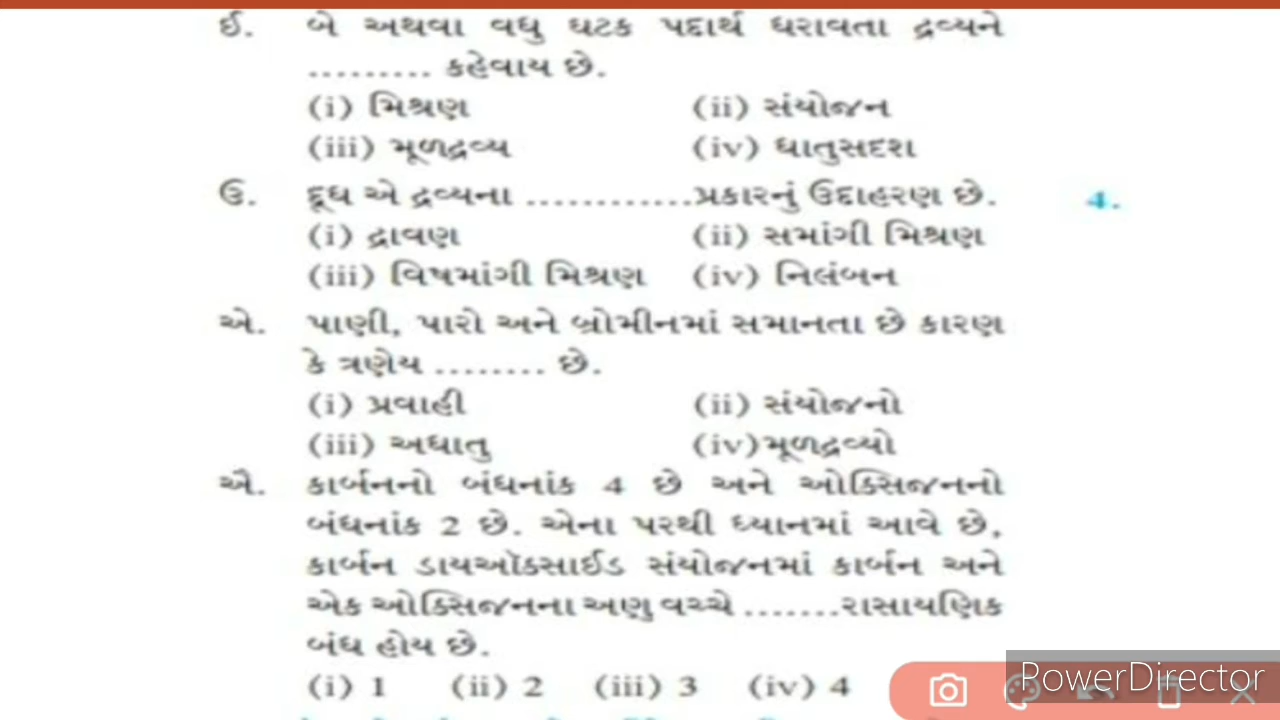 ઈ. બે અથવા વધુ ઘટક પદાર્થ ધરાવતા દ્રવ્યને
......... કહેવાય છે.
(i) મિશ્રણ (ii) સંયોજન
(iii) મૂળદ્રવ્ય (iv) ધાતુસદશ
ઉ. દૂધ એ દ્રવ્યના ............પ્રકારનું ઉદાહરણ છે. 4.
(i) દ્રાવણ (ii) સમાંગી મિશ્રણ
(iii) વિષમાંગી મિશ્રણ (iv) નિલંબન
એ. પાણી, પારો અને બ્રોમીનમાં સમાનતા છે કારણ
કે ત્રણેય ........ છે.
(i) પ્રવાહી (ii) સંયોજનો
(iii) અધાતુ (iv)મૂળદ્રવ્યો
ઐ. કાર્બનનો બંધનાંક 4 છે અને ઓક્સિજનનો
બંધનાંક 2 છે. એના પરથી ધ્યાનમાં આવે છે,
કાર્બન ડાયઑક્સાઈડ સંયોજનમાં કાર્બન અને
એક ઓક્સિજનના અણુ વચ્ચે .......રાસાયણિક
બંધ હોય છે.
(i) 1 (ii) 2 (iii) 3 (iv) 4
PowerDirector